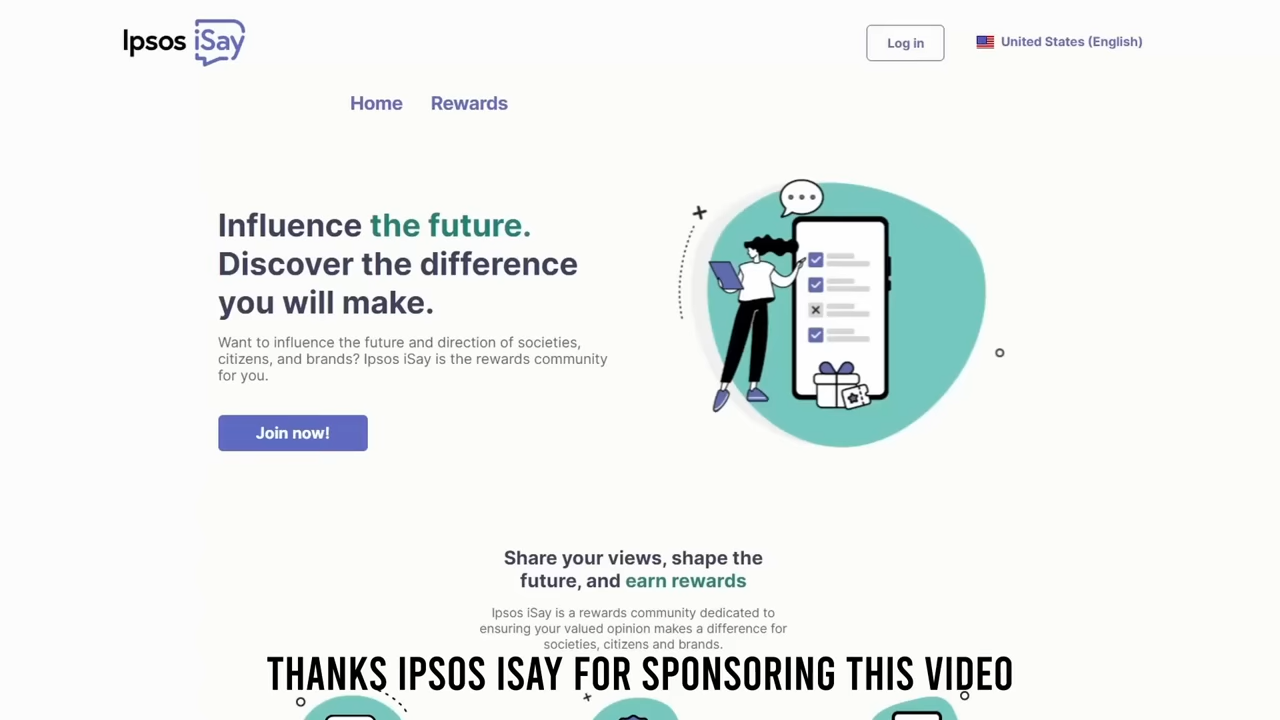 Ipsos iSay
Log in
United States (English)
Home
Rewards
Influence the future.
Discover the difference
you will make.
Want to influence the future and direction of societies,
citizens, and brands? Ipsos iSay is the rewards community
for you.
Join now!
Share your views, shape the
future, and earn rewards
Ipsos iSay is a rewards community dedicated to
ensuring your valued opinion makes a difference for
societies, citizens and brands.
THANKS IPSOS ISAY FOR SPONSORING THIS VIDEO